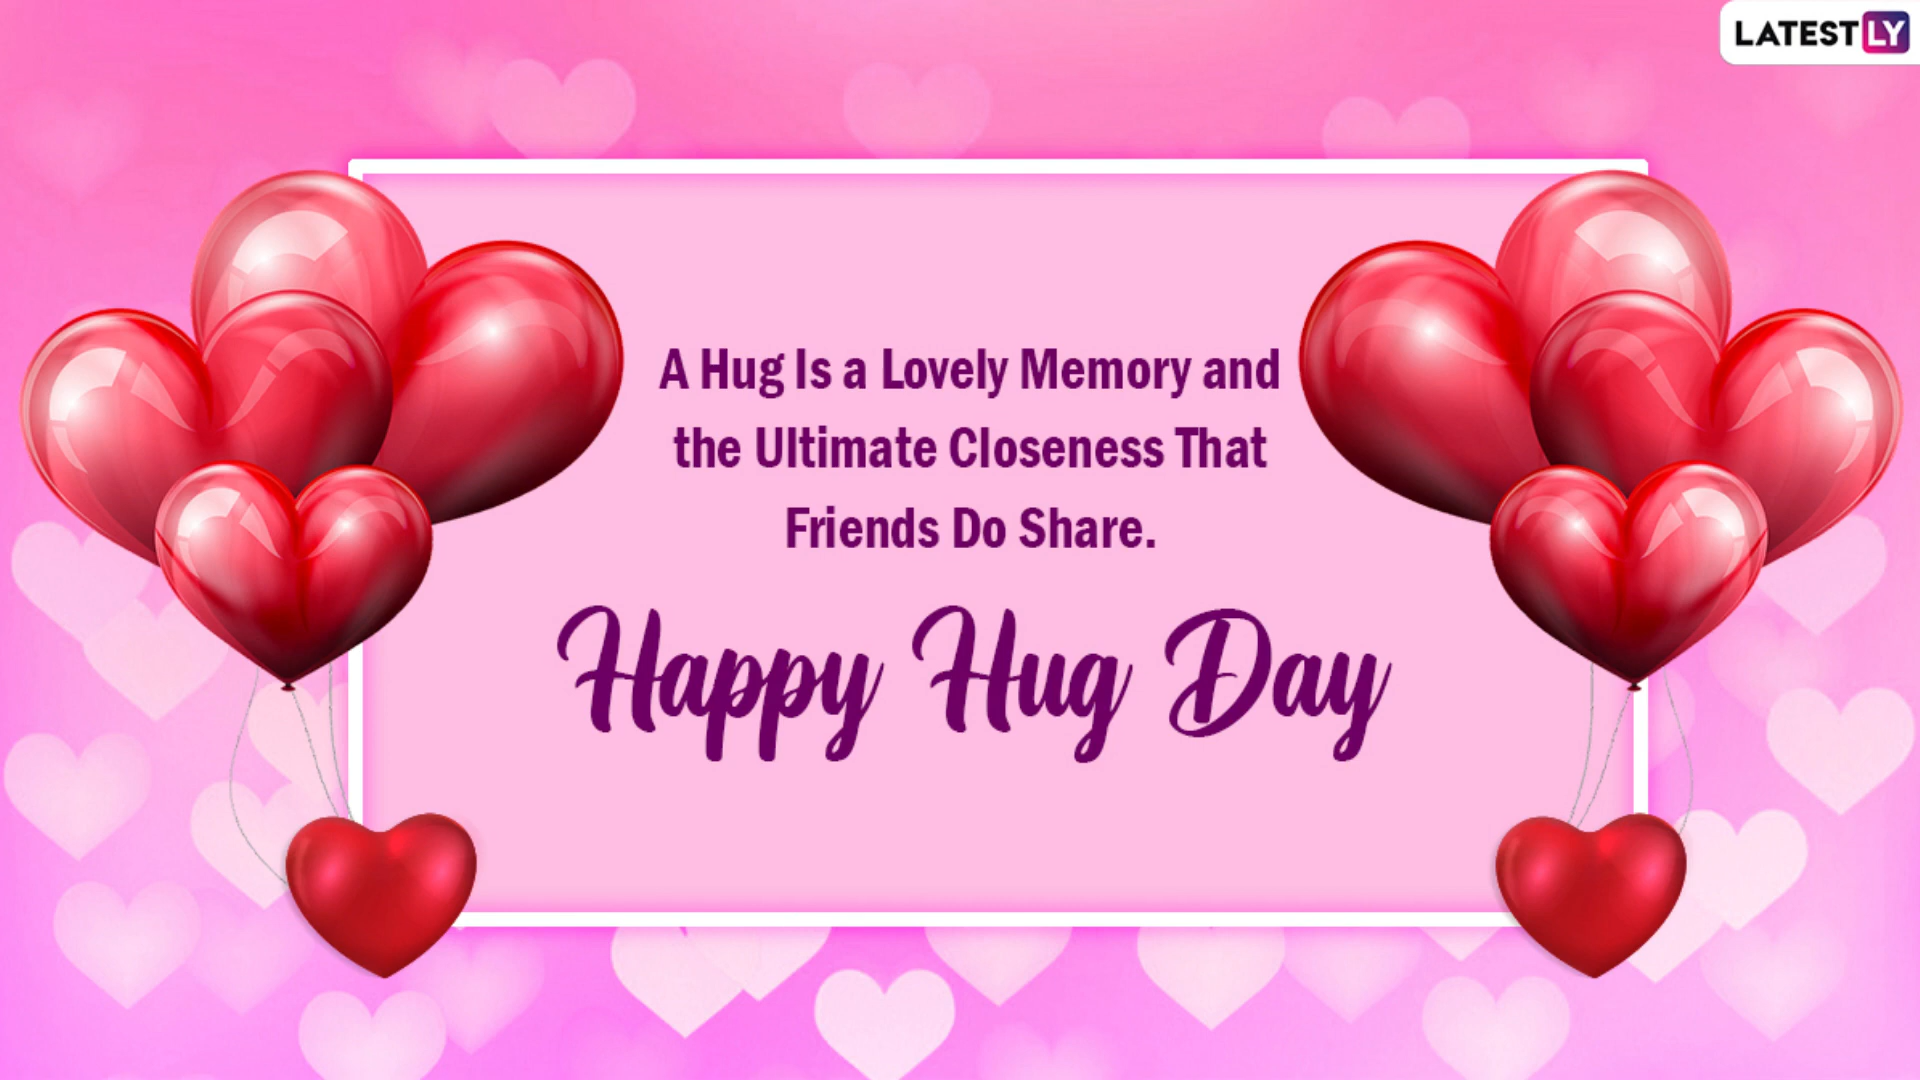 LATESTLY
A Hug Is a Lovely Memory and
the Ultimate Closeness That
Friends Do Share.
Happy Hug Day